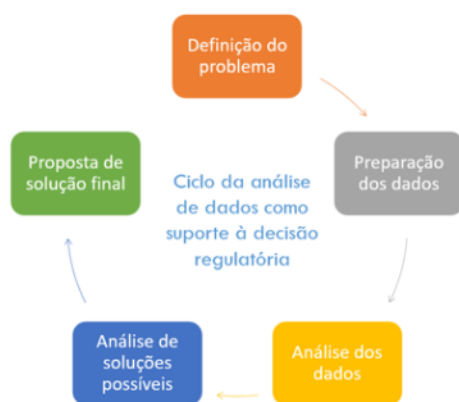 Definição do
problema
Preparação
dos dados
Análise dos
dados
Análise de
soluções
possíveis
Proposta de
solução final
Ciclo da análise
de dados como
suporte à decisão
regulatória